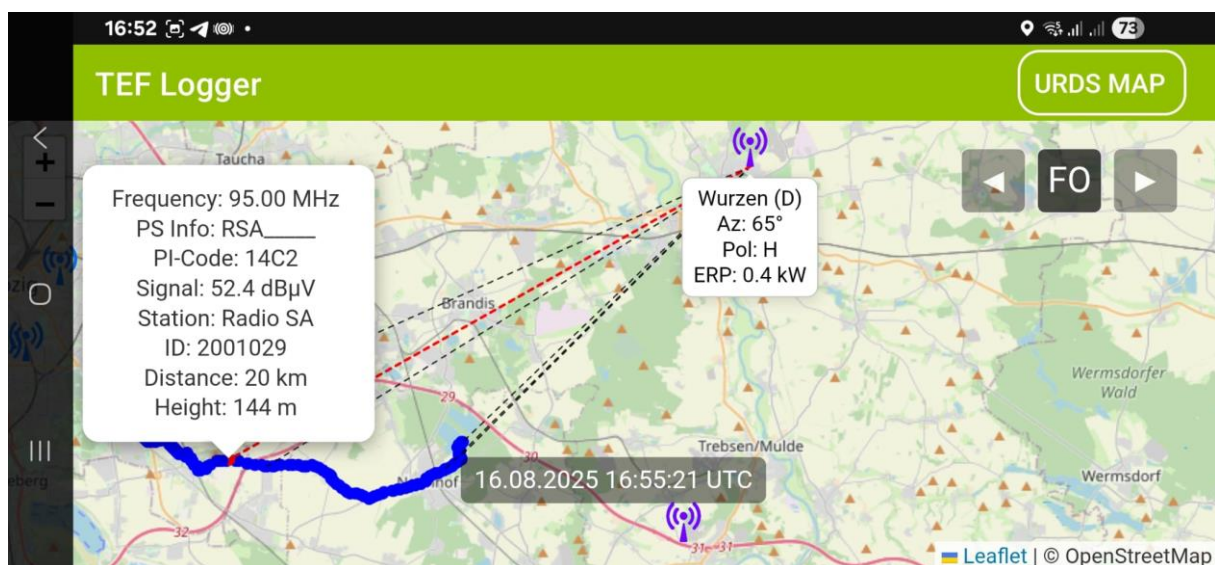 16:52
73
TEF Logger
URDS MAP
+
−
Taucha
Frequency: 95.00 MHz
PS Info: RSA_____
PI-Code: 14C2
Signal: 52.4 dBµV
Station: Radio SA
ID: 2001029
Distance: 20 km
Height: 144 m
Wurzen (D)
Az: 65°
Pol: H
ERP: 0.4 kW
◄ FO ►
Brandis
29
Wermsdorfer
Wald
Trebsen/Mulde
30
Wermsdorf
16.08.2025 16:55:21 UTC
32
31
31
Leaflet | © OpenStreetMap